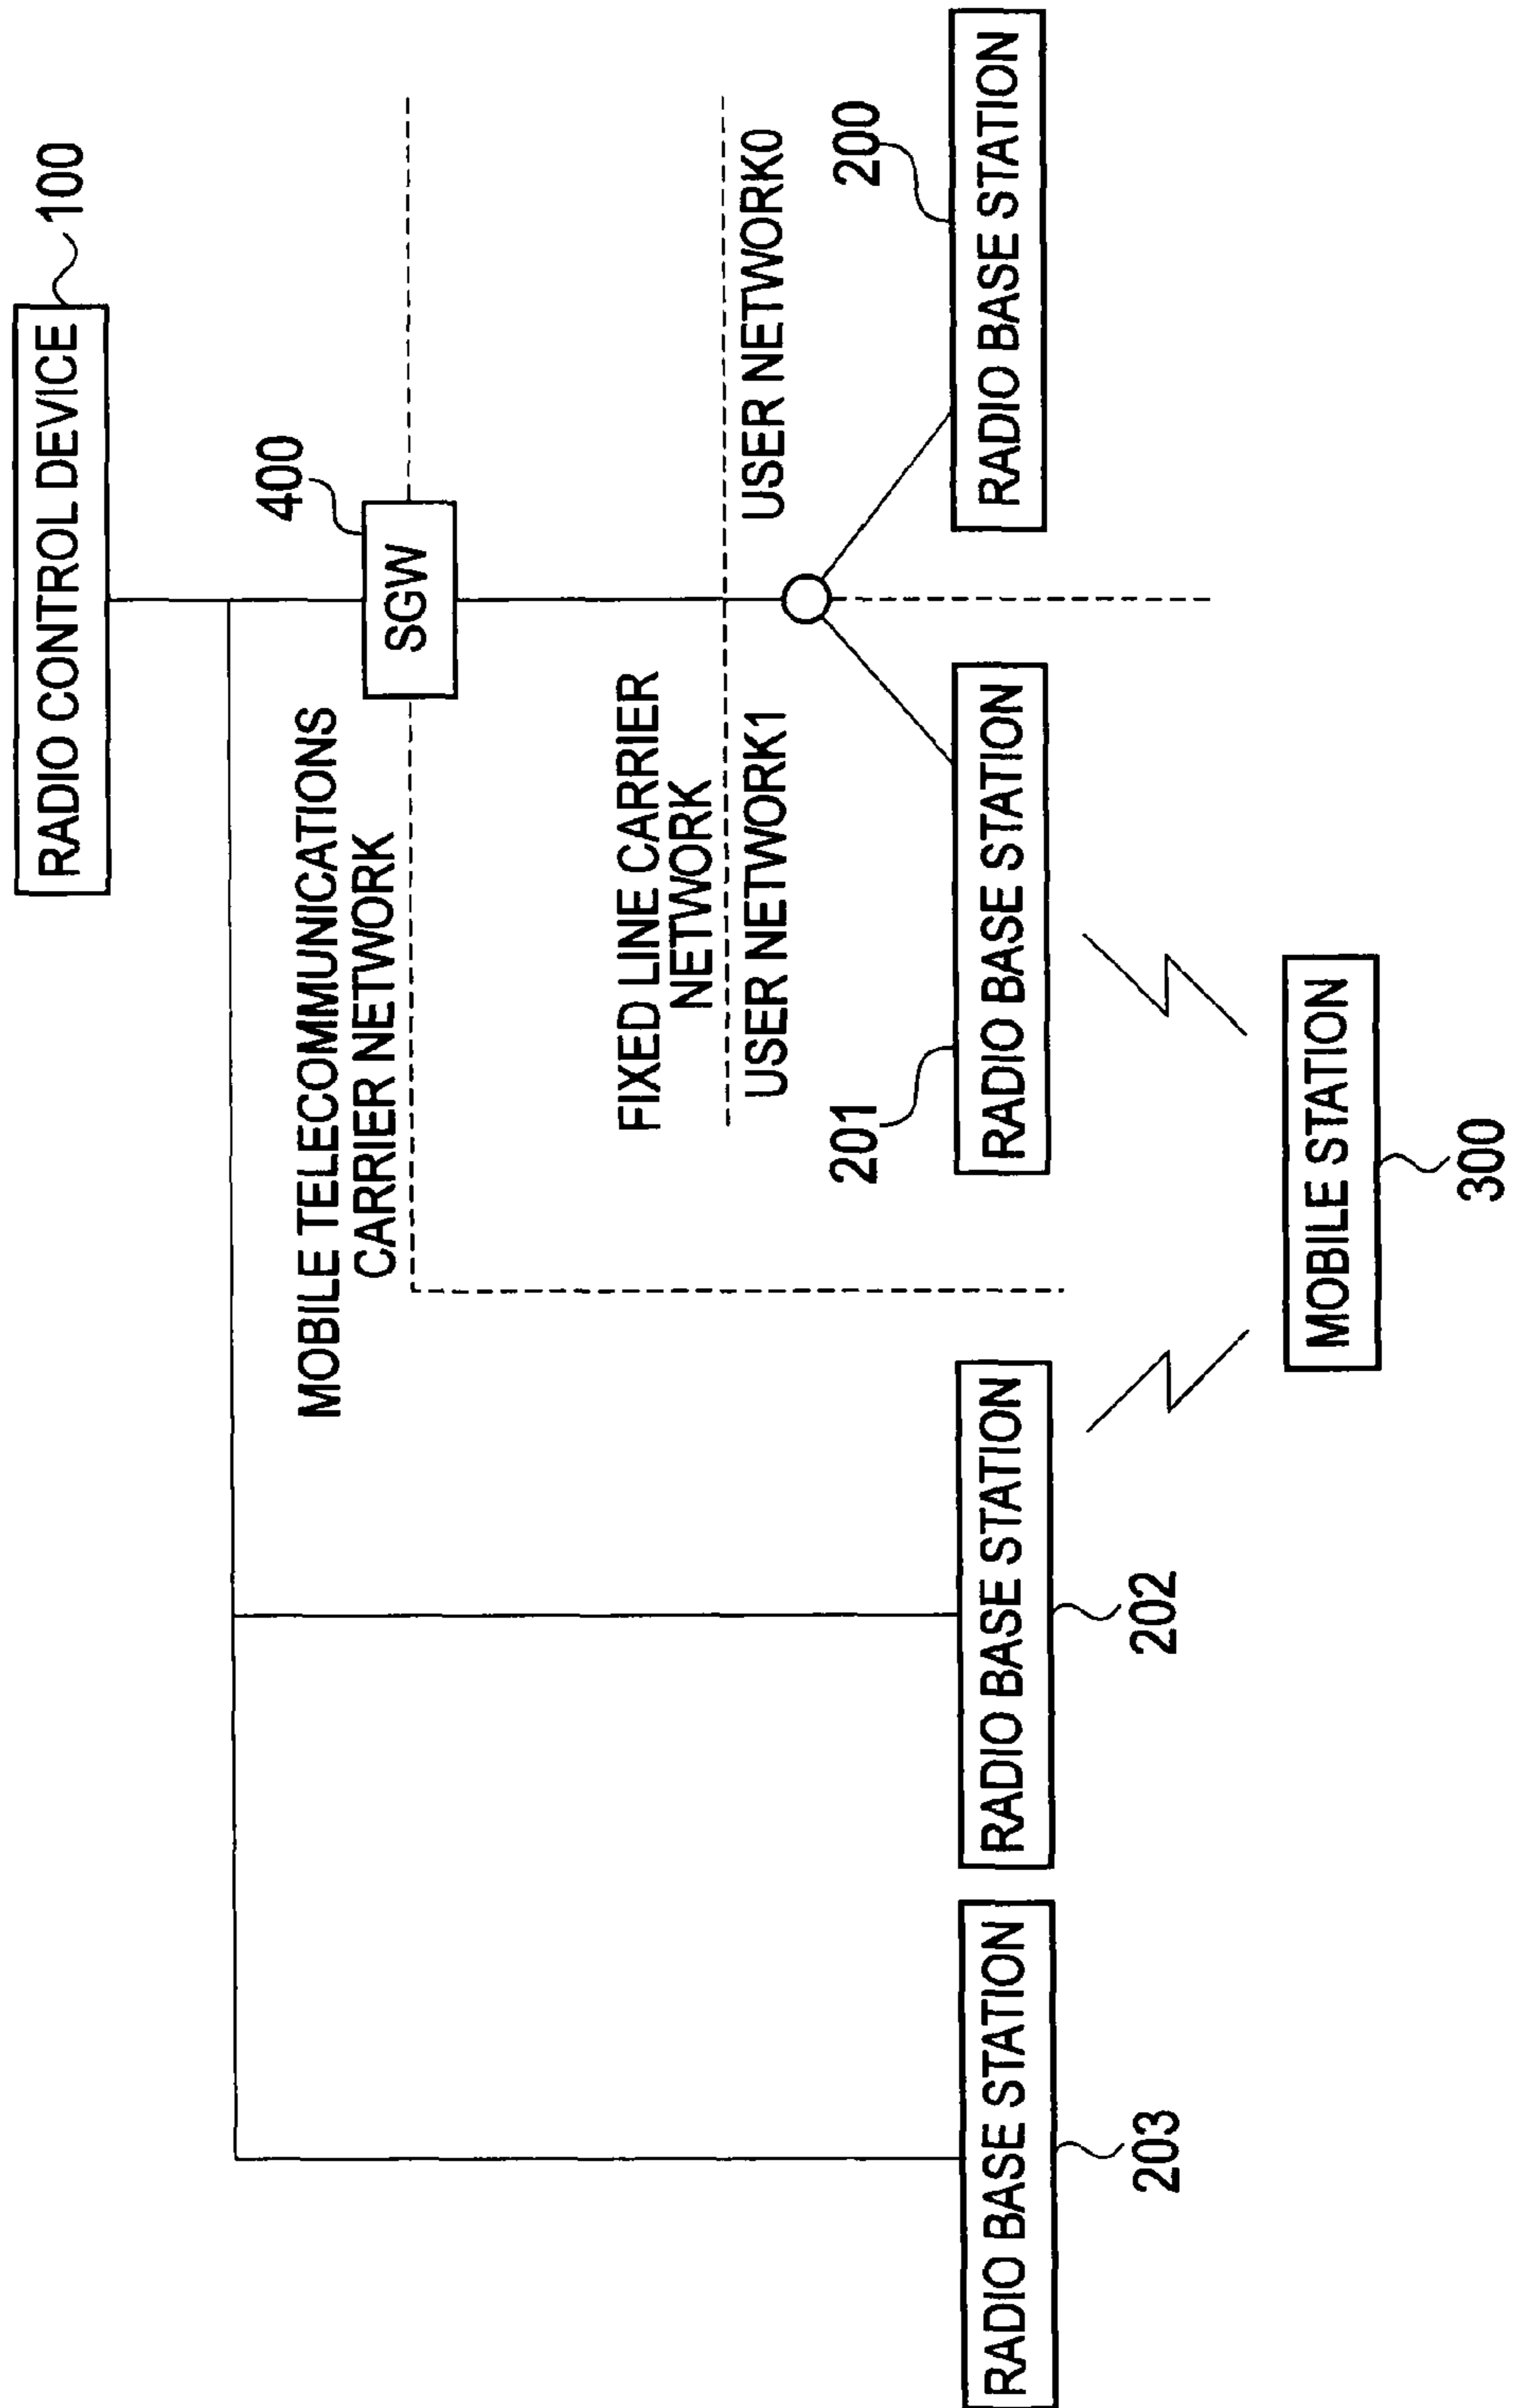 RADIO CONTROL DEVICE
100
400
SGW
MOBILE TELECOMMUNICATIONS
CARRIER NETWORK
FIXED LINE CARRIER
NETWORK
USER NETWORK1
USER NETWORK0
201
200
RADIO BASE STATION
RADIO BASE STATION
RADIO BASE STATION
RADIO BASE STATION
203
202
MOBILE STATION
300